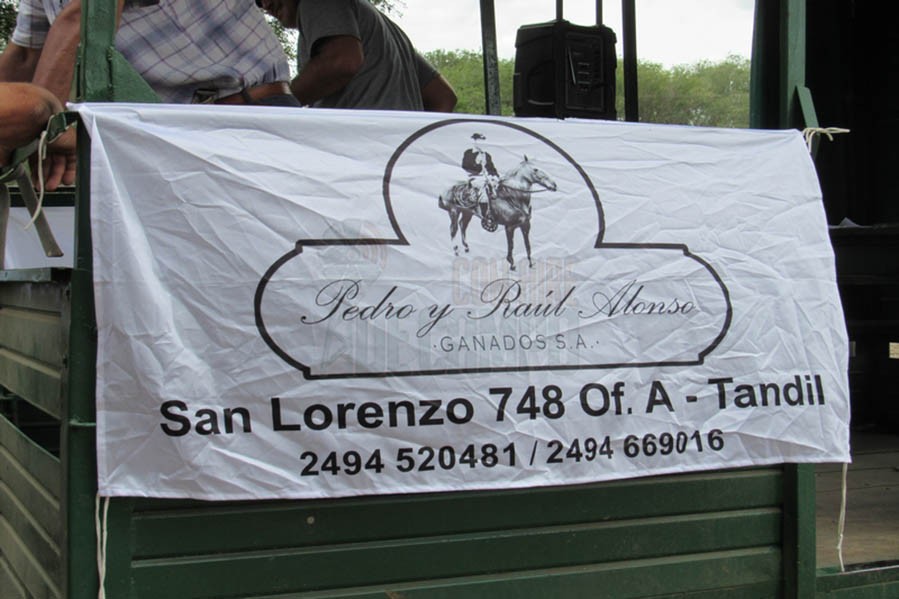 Pedro y Raúl Alonso
·GANADOS S.A.·
San Lorenzo 748 Of. A - Tandil
2494 520481 / 2494 669016